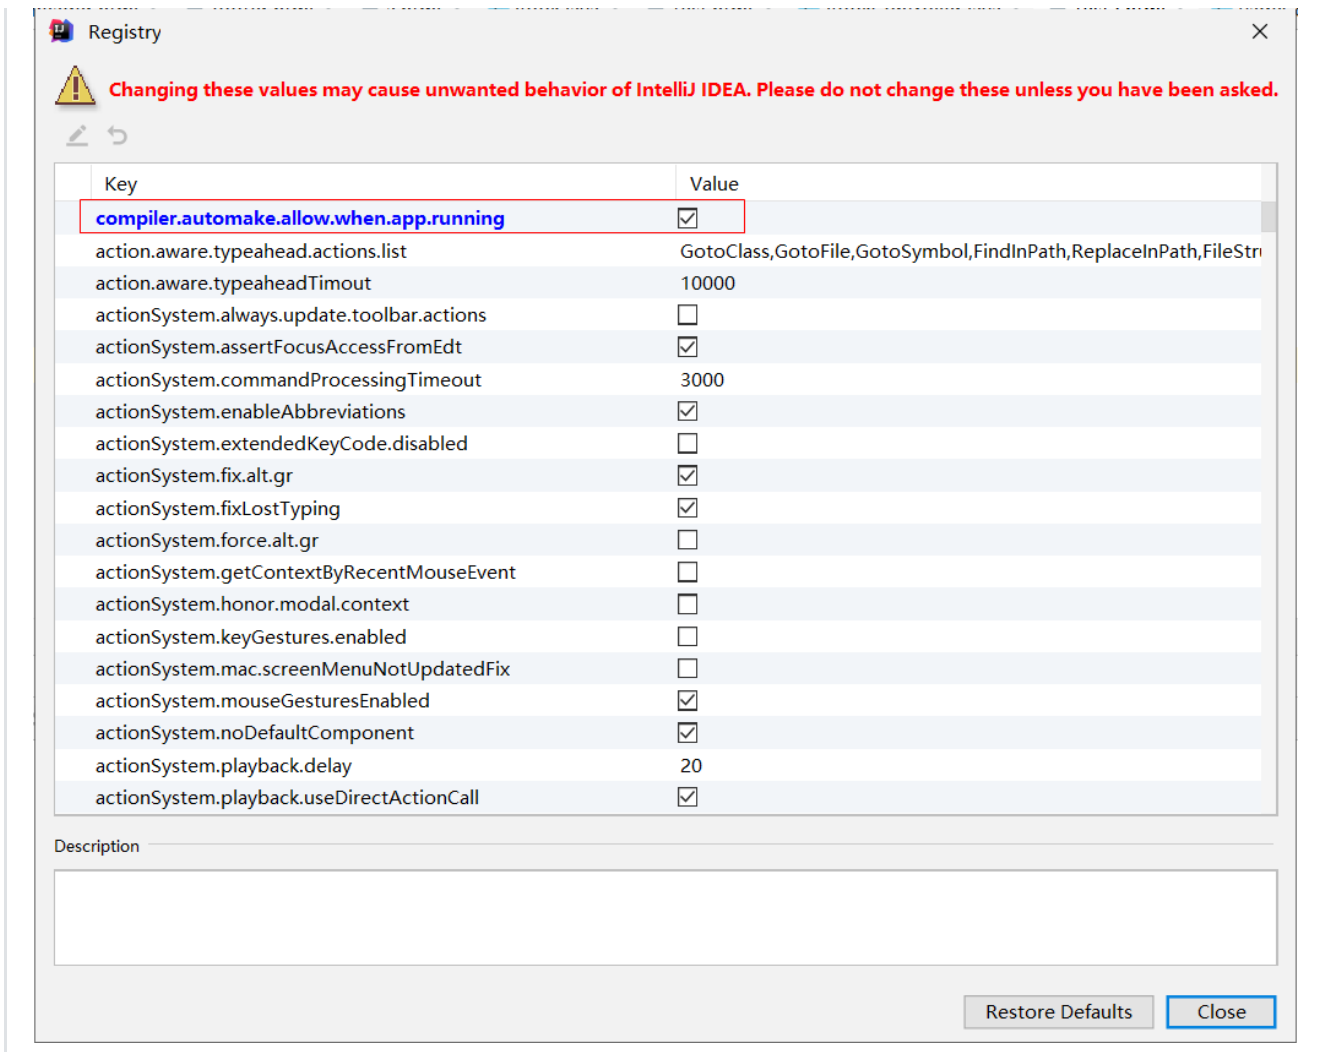 Registry
Changing these values may cause unwanted behavior of IntelliJ IDEA. Please do not change these unless you have been asked.
Key Value
compiler.automake.allow.when.app.running
action.aware.typeahead.actions.list GotoClass,GotoFile,GotoSymbol,FindInPath,ReplaceInPath,FileStr
action.aware.typeaheadTimout 10000
actionSystem.always.update.toolbar.actions
actionSystem.assertFocusAccessFromEdt
actionSystem.commandProcessingTimeout 3000
actionSystem.enableAbbreviations
actionSystem.extendedKeyCode.disabled
actionSystem.fix.alt.gr
actionSystem.fixLostTyping
actionSystem.force.alt.gr
actionSystem.getContextByRecentMouseEvent
actionSystem.honor.modal.context
actionSystem.keyGestures.enabled
actionSystem.mac.screenMenuNotUpdatedFix
actionSystem.mouseGesturesEnabled
actionSystem.noDefaultComponent
actionSystem.playback.delay 20
actionSystem.playback.useDirectActionCall
Description
Restore Defaults Close